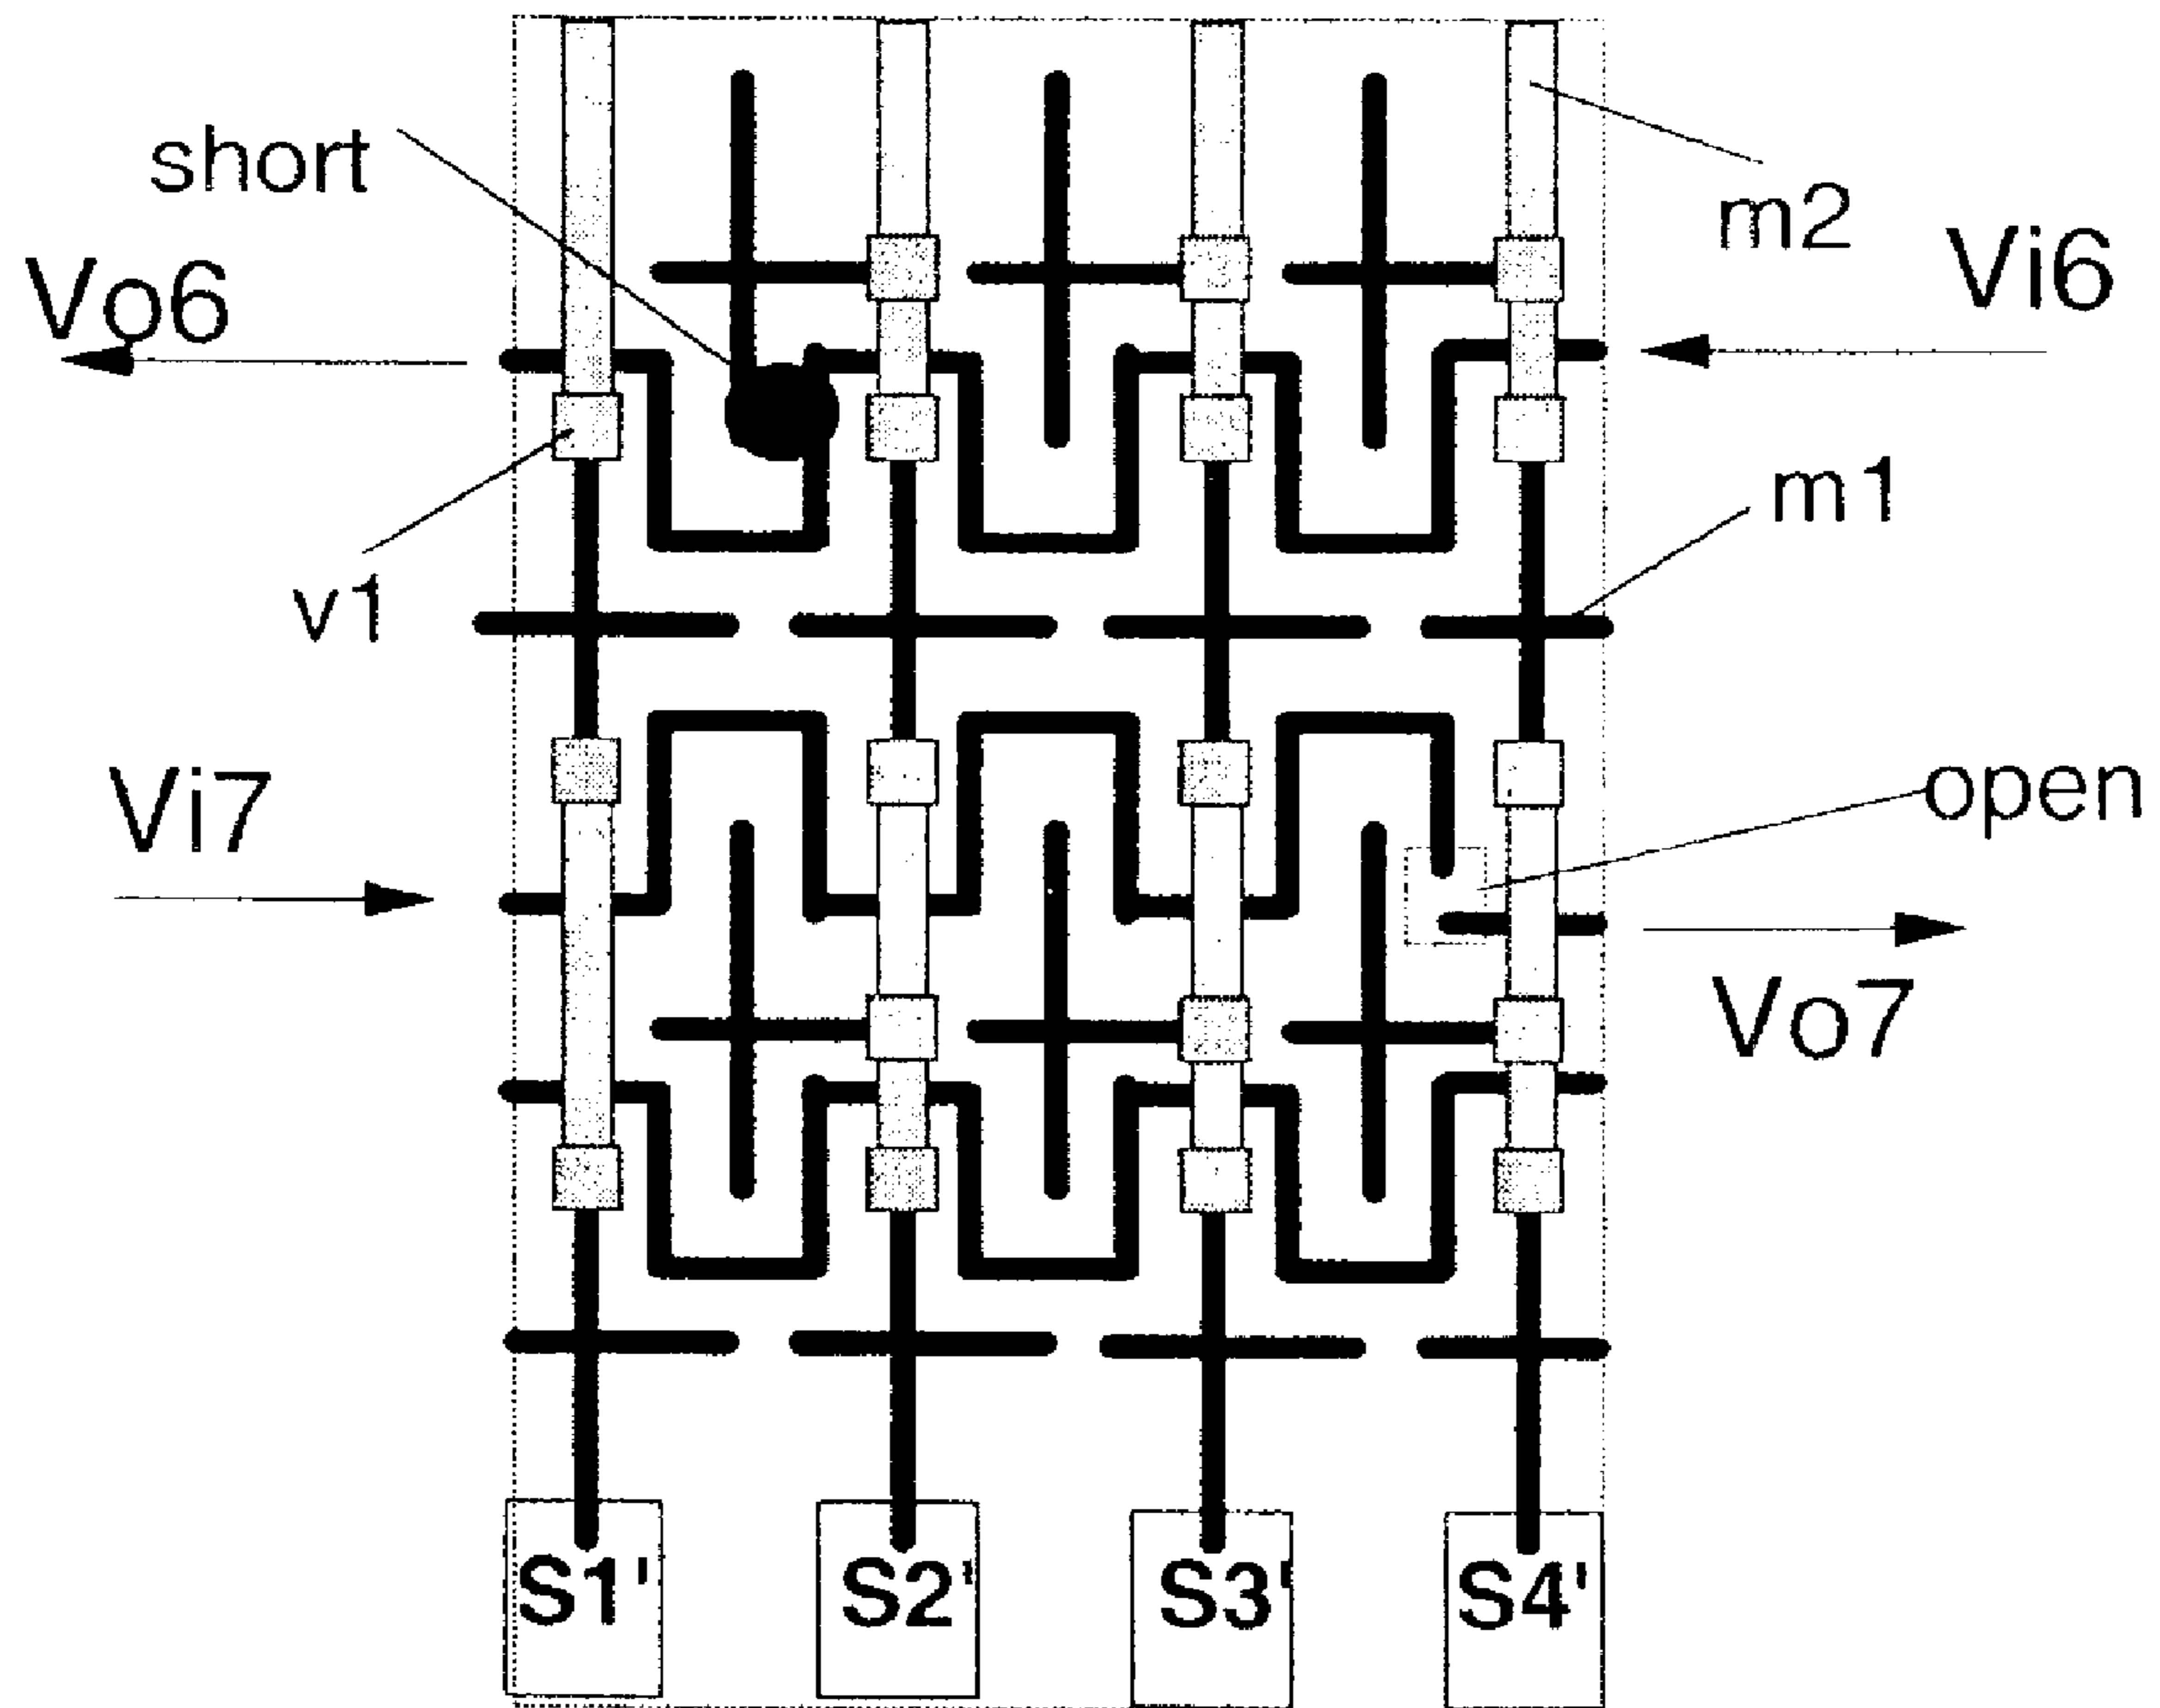 short
m2
Vo6
Vi6
m1
v1
Vi7
open
Vo7
S1' S2' S3' S4'